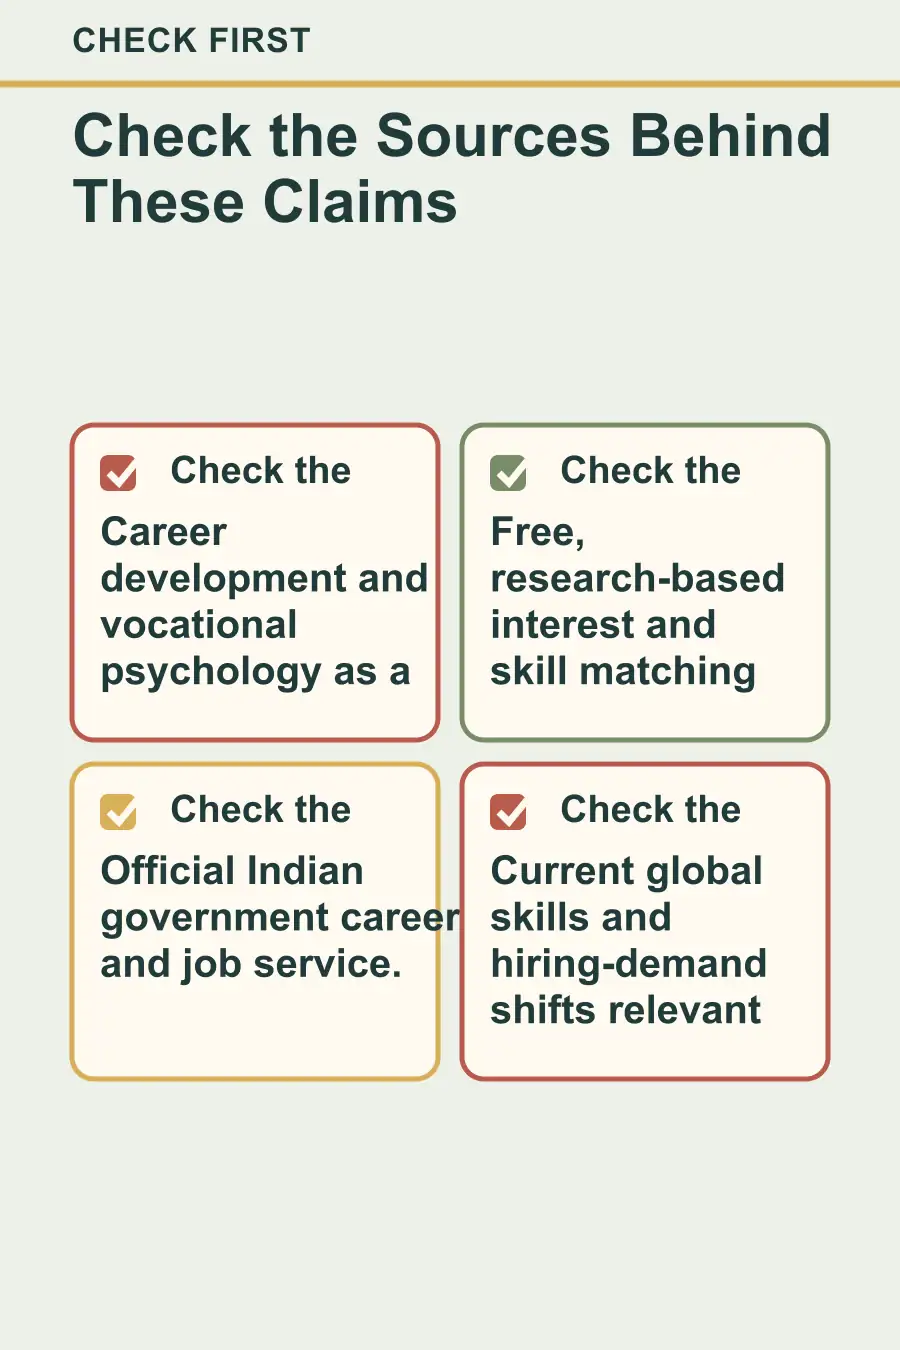 CHECK FIRST
Check the Sources Behind
These Claims
Check the
Career
development and
vocational
psychology as a
Check the
Free,
research-based
interest and
skill matching
Check the
Official Indian
government career
and job service.
Check the
Current global
skills and
hiring-demand
shifts relevant